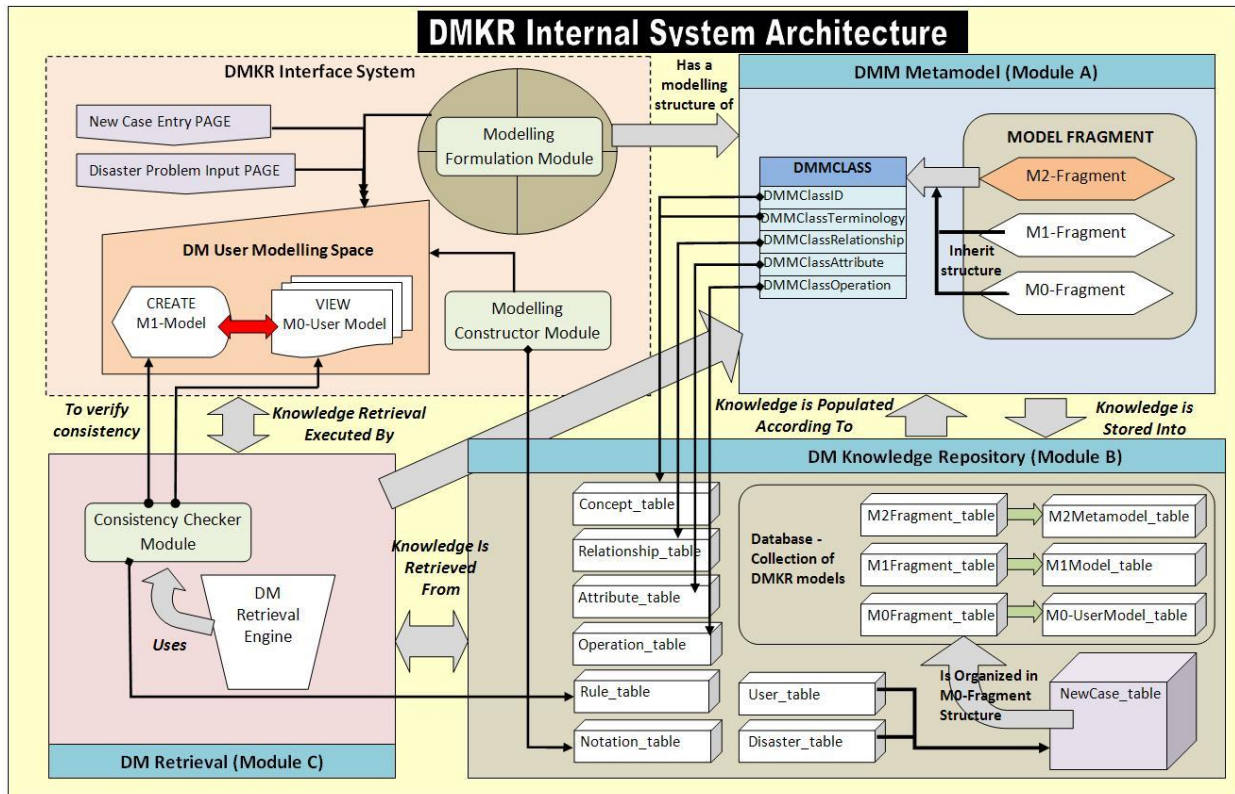 DMKR Internal System Architecture
DMKR Interface System
New Case Entry PAGE
Disaster Problem Input PAGE
Modelling
Formulation Module
DM User Modelling Space
CREATE
M1-Model
VIEW
M0-User Model
Modelling
Constructor Module
Has a
modelling
structure of
DMM Metamodel (Module A)
MODEL FRAGMENT
M2-Fragment
M1-Fragment
M0-Fragment
Inherit
structure
DMMCLASS
DMMClassID
DMMClassTerminology
DMMClassRelationship
DMMClassAttribute
DMMClassOperation
To verify
consistency
Knowledge Retrieval
Executed By
Knowledge is Populated
According To
Knowledge is
Stored Into
Consistency Checker
Module
DM
Retrieval
Engine
Uses
DM Retrieval (Module C)
Knowledge Is
Retrieved
From
DM Knowledge Repository (Module B)
Concept_table
Relationship_table
Attribute_table
Operation_table
Rule_table
Notation_table
User_table
Disaster_table
Database -
Collection of
DMKR models
M2Fragment_table
M2Metamodel_table
M1Fragment_table
M1Model_table
M0Fragment_table
M0-UserModel_table
Is Organized in
M0-Fragment
Structure
NewCase_table